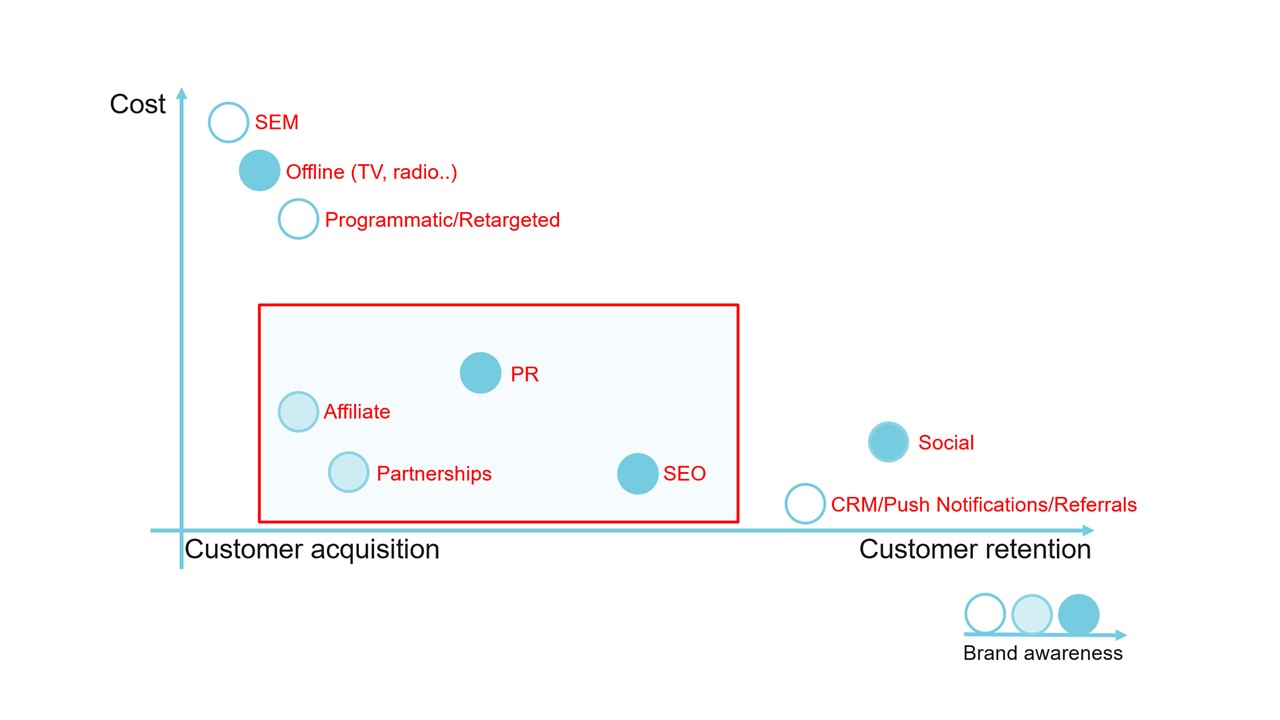 Cost
SEM
Offline (TV, radio..)
Programmatic/Retargeted
PR
Affiliate
Social
Partnerships
SEO
CRM/Push Notifications/Referrals
Customer acquisition
Customer retention
Brand awareness